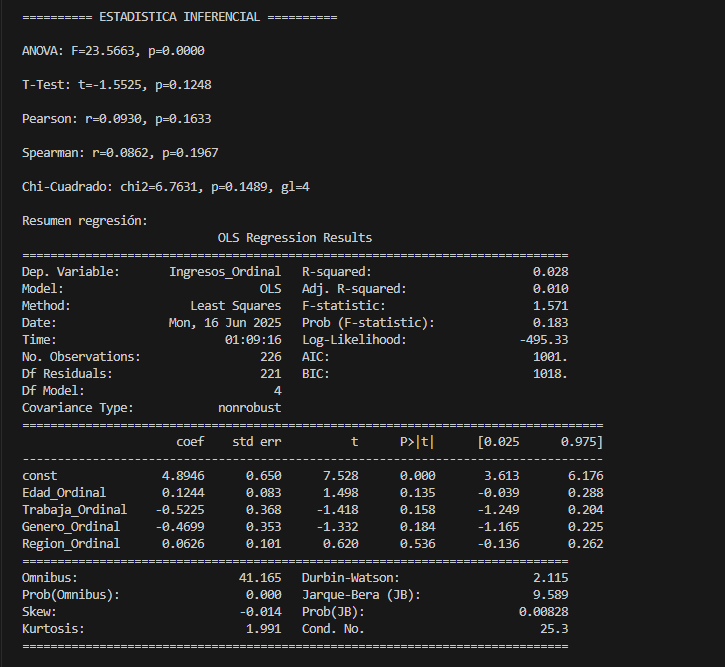 ========== ESTADISTICA INFERENCIAL ==========
ANOVA: F=23.5663, p=0.0000
T-Test: t=-1.5525, p=0.1248
Pearson: r=0.0930, p=0.1633
Spearman: r=0.0862, p=0.1967
Chi-Cuadrado: chi2=6.7631, p=0.1489, gl=4
Resumen regresión:
                            OLS Regression Results
==============================================================================
Dep. Variable:       Ingresos_Ordinal   R-squared:                       0.028
Model:                            OLS   Adj. R-squared:                  0.010
Method:                 Least Squares   F-statistic:                     1.571
Date:                Mon, 16 Jun 2025   Prob (F-statistic):              0.183
Time:                        01:09:16   Log-Likelihood:                -495.33
No. Observations:                 226   AIC:                             1001.
Df Residuals:                     221   BIC:                             1018.
Df Model:                           4
Covariance Type:            nonrobust
===================================================================================
                      coef    std err          t      P>|t|      [0.025      0.975]
-----------------------------------------------------------------------------------
const               4.8946      0.650      7.528      0.000       3.613       6.176
Edad_Ordinal        0.1244      0.083      1.498      0.135      -0.039       0.288
Trabaja_Ordinal    -0.5225      0.368     -1.418      0.158      -1.249       0.204
Genero_Ordinal     -0.4699      0.353     -1.332      0.184      -1.165       0.225
Region_Ordinal      0.0626      0.101      0.620      0.536      -0.136       0.262
==============================================================================
Omnibus:                       41.165   Durbin-Watson:                   2.115
Prob(Omnibus):                  0.000   Jarque-Bera (JB):                9.589
Skew:                          -0.014   Prob(JB):                      0.00828
Kurtosis:                       1.991   Cond. No.                         25.3
==============================================================================